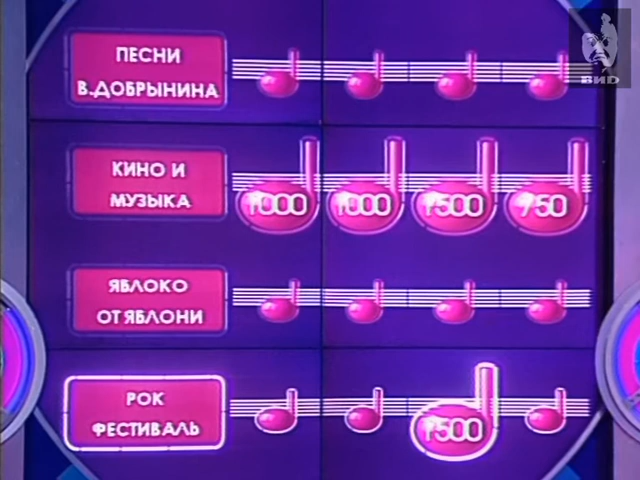 ВИD
ПЕСНИ
В.ДОБРЫНИНА
КИНО И
МУЗЫКА
1000 1000 1500 750
ЯБЛОКО
ОТ ЯБЛОНИ
РОК
ФЕСТИВАЛЬ
1500